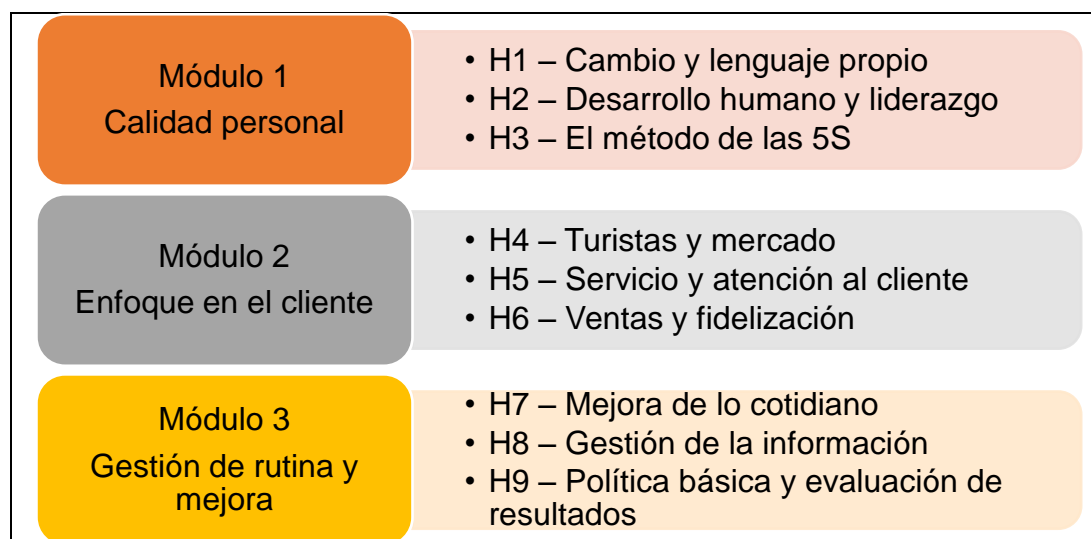 Módulo 1
Calidad personal
• H1 – Cambio y lenguaje propio
• H2 – Desarrollo humano y liderazgo
• H3 – El método de las 5S
Módulo 2
Enfoque en el cliente
• H4 – Turistas y mercado
• H5 – Servicio y atención al cliente
• H6 – Ventas y fidelización
Módulo 3
Gestión de rutina y
mejora
• H7 – Mejora de lo cotidiano
• H8 – Gestión de la información
• H9 – Política básica y evaluación de
resultados